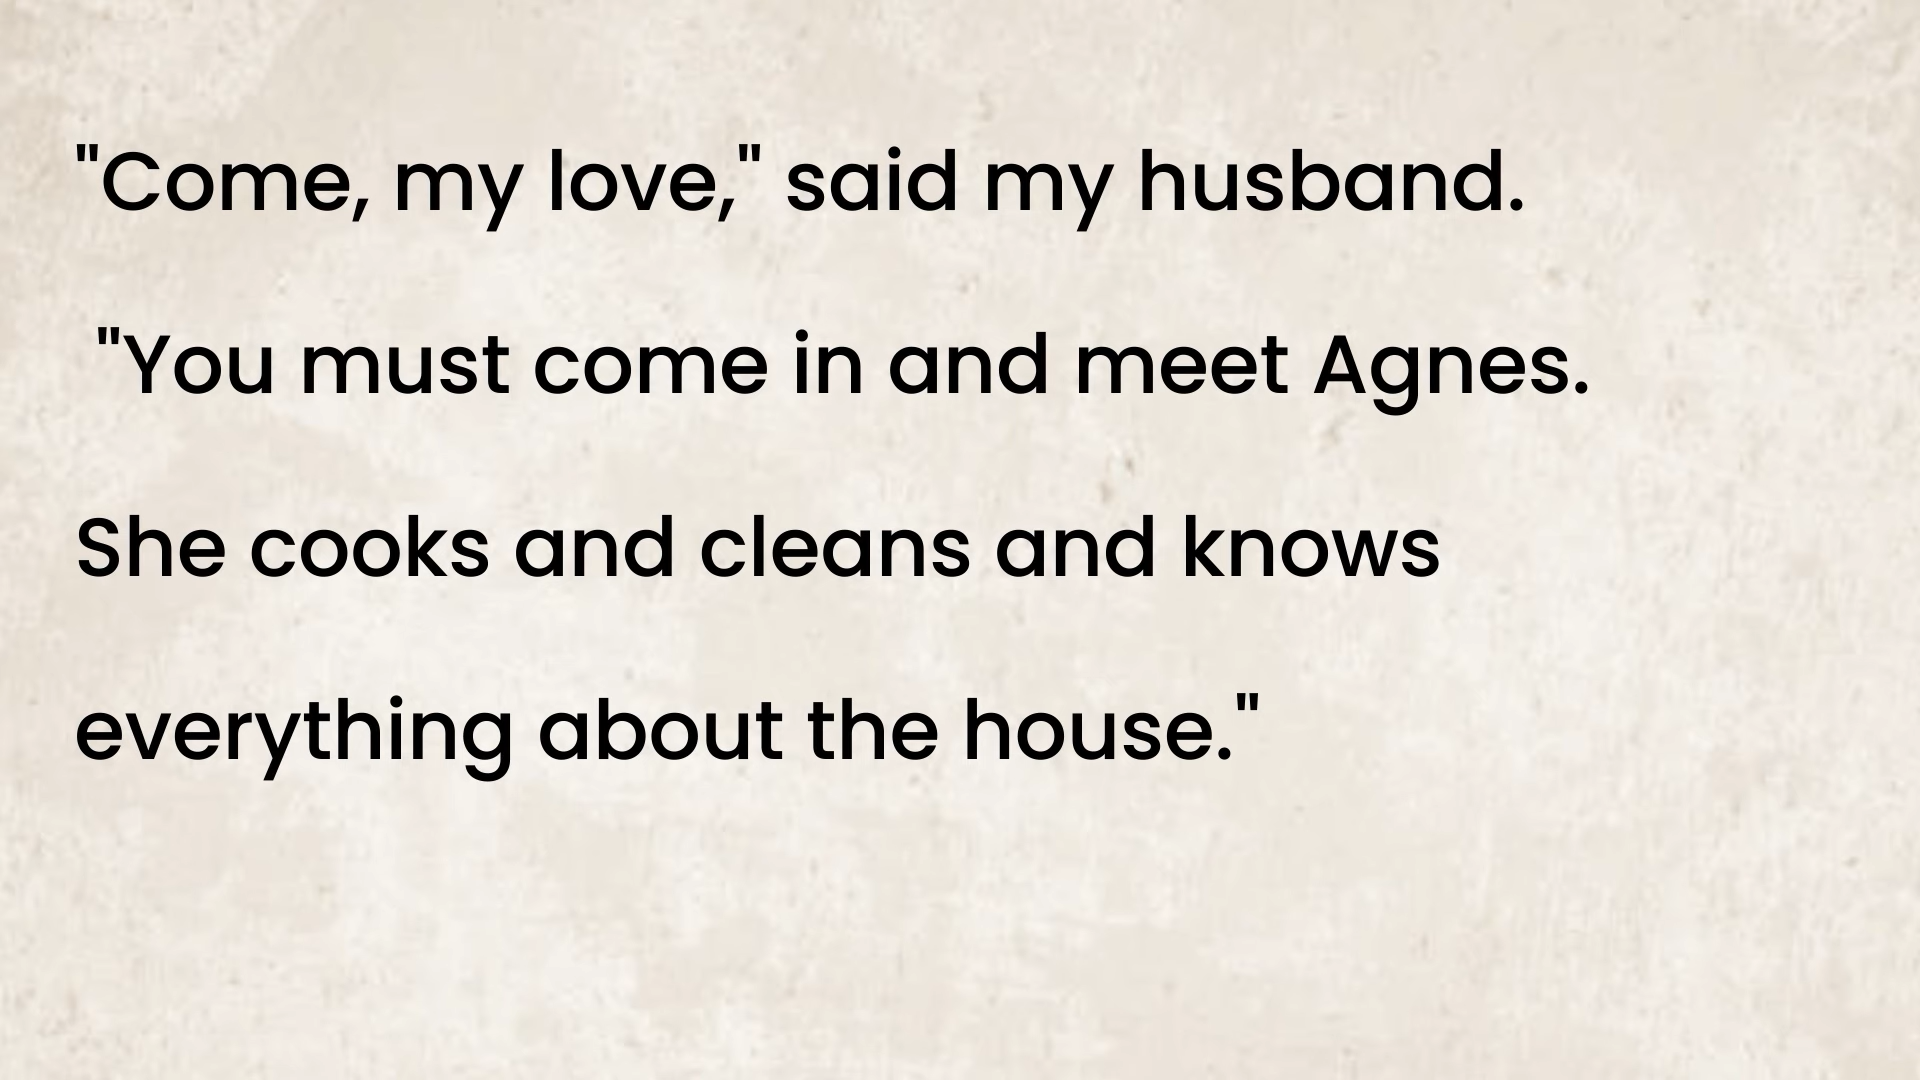 "Come, my love," said my husband.
"You must come in and meet Agnes.
She cooks and cleans and knows
everything about the house."